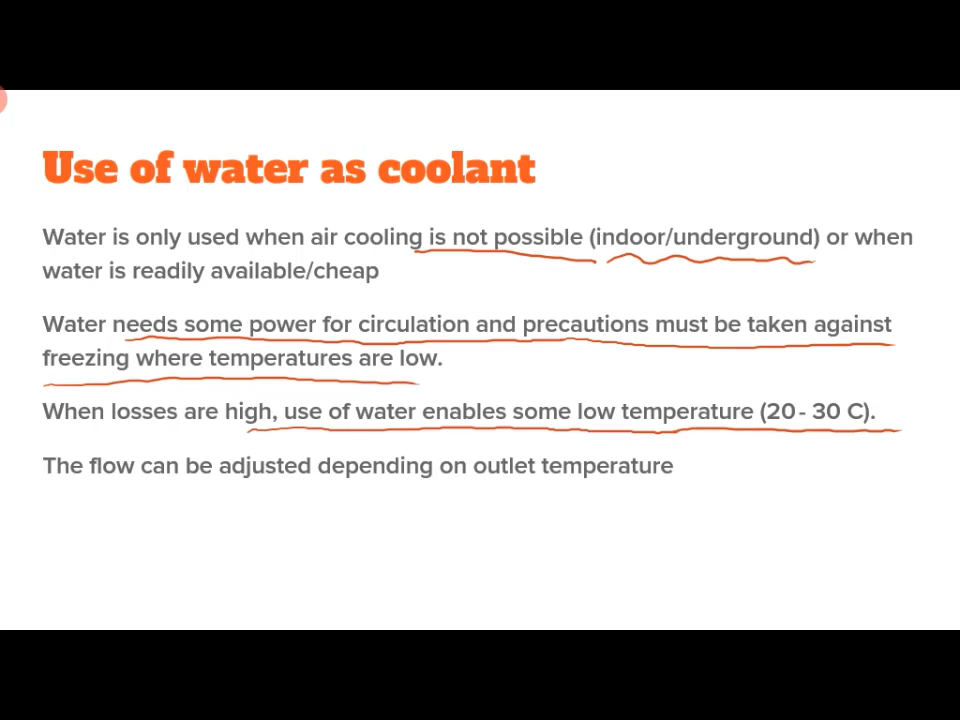 Use of water as coolant
Water is only used when air cooling is not possible (indoor/underground) or when
water is readily available/cheap
Water needs some power for circulation and precautions must be taken against
freezing where temperatures are low.
When losses are high, use of water enables some low temperature (20 - 30 C).
The flow can be adjusted depending on outlet temperature